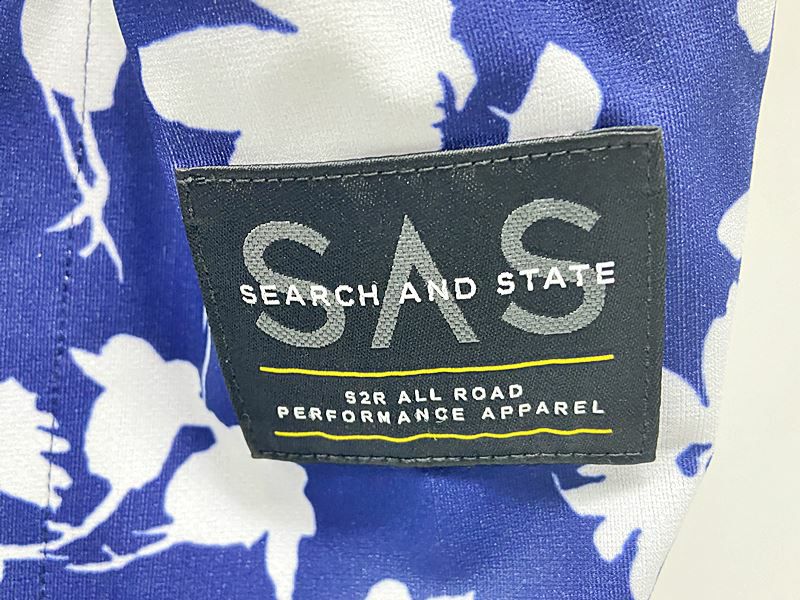 SAS
SEARCH AND STATE
S2R ALL ROAD
PERFORMANCE APPAREL